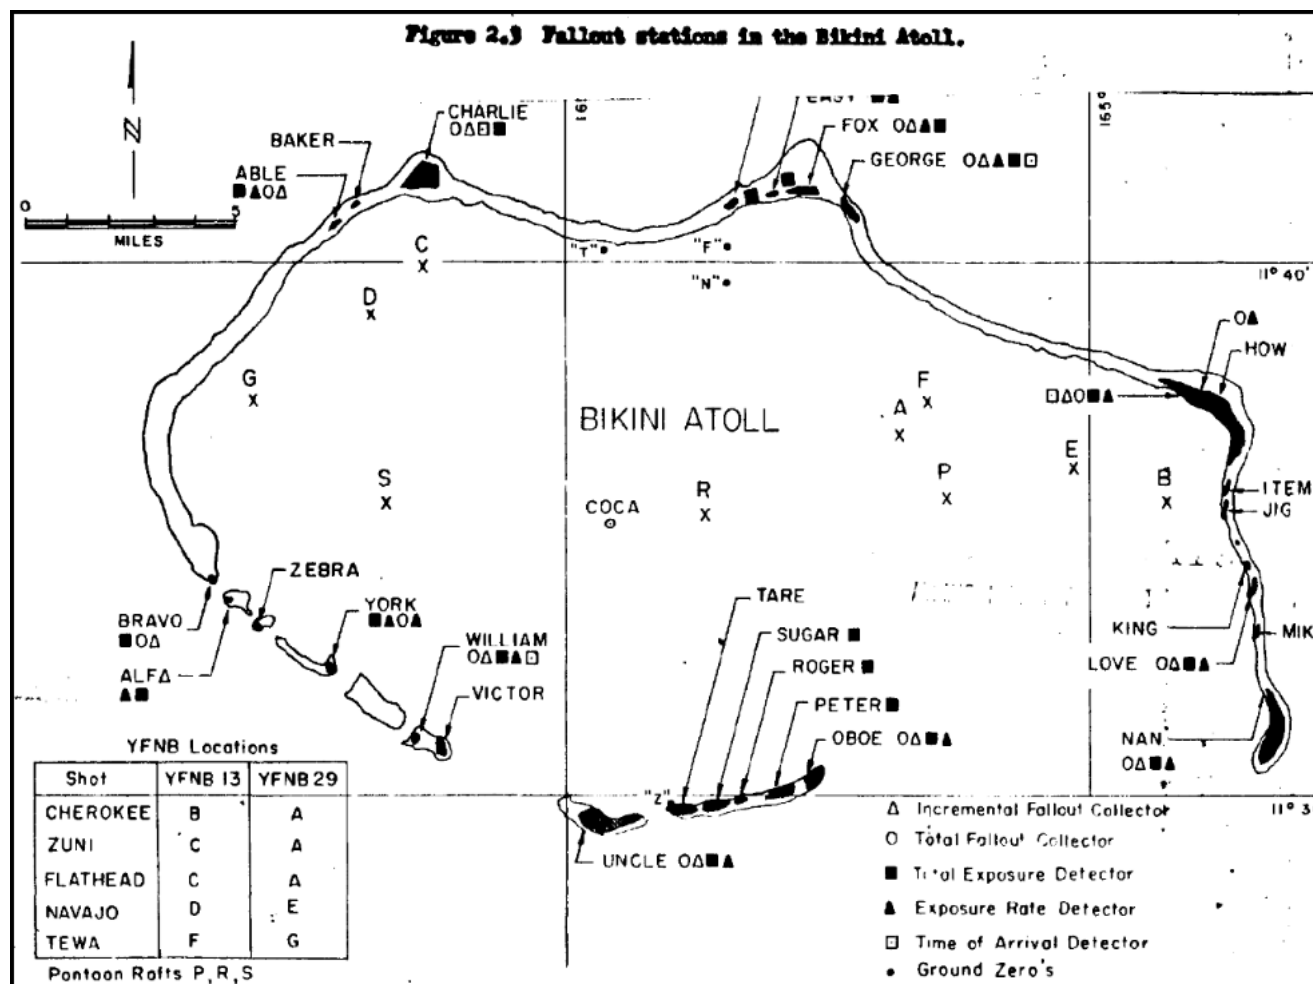 Figure 2.3 Fallout stations in the Bikini Atoll.
N
0 5
MILES
CHARLIE
O△⊡■
BAKER
ABLE
■▲O△
EASY ■■
FOX O△▲■
GEORGE O△▲■⊡
165°
11° 40'
C
"T"
"F"
"N"
D
G
O▲
HOW
⊡△O■▲
F
A
BIKINI ATOLL
E
B
S
R
P
COCA
ITEM
JIG
ZEBRA
BRAVO
■O△
YORK
■▲O▲
ALFA
▲■
WILLIAM
O△■▲⊡
VICTOR
TARE
SUGAR ■
ROGER ■
PETER ■
OBOE O△■▲
KING
MIK
LOVE O△■▲
NAN
O△■▲
"Z"
UNCLE O△■▲
11° 3
YFNB Locations
Shot YFNB 13 YFNB 29
CHEROKEE B A
ZUNI C A
FLATHEAD C A
NAVAJO D E
TEWA F G
Pontoon Rafts P, R, S
△ Incremental Fallout Collector
O Total Fallout Collector
■ Total Exposure Detector
▲ Exposure Rate Detector
⊡ Time of Arrival Detector
• Ground Zero's